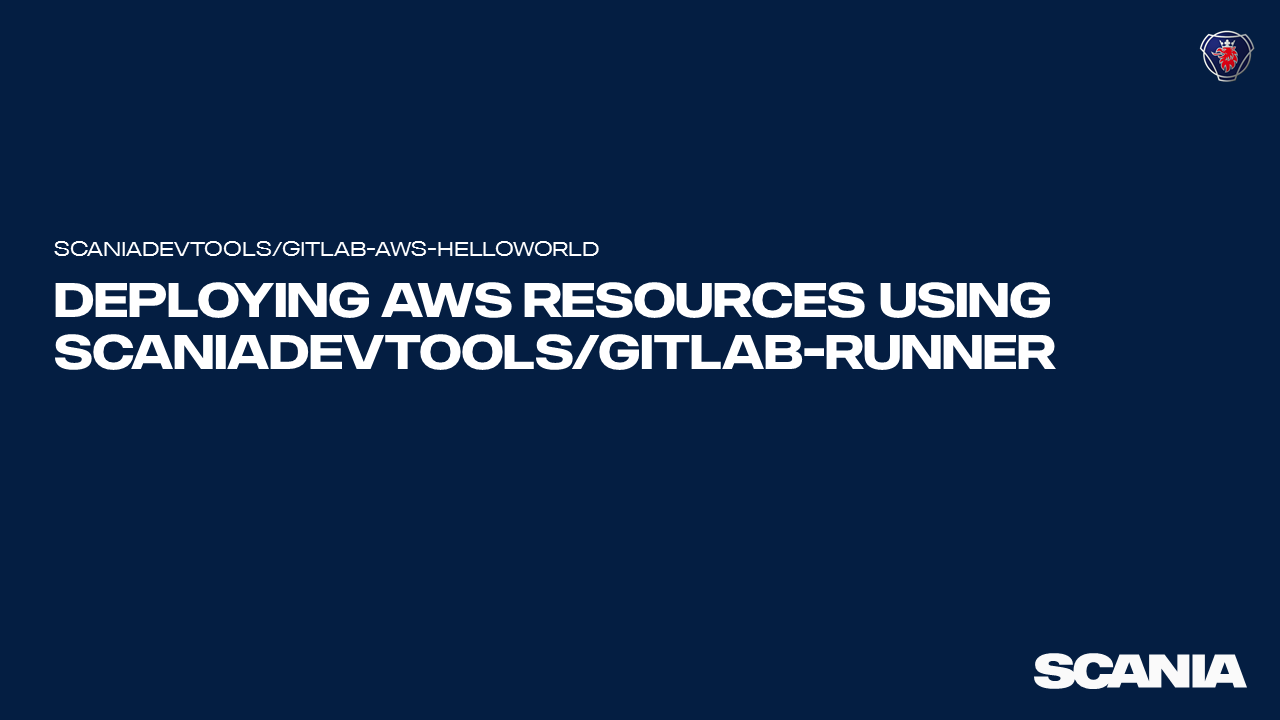 SCANIADEVTOOLS/GITLAB-AWS-HELLOWORLD
DEPLOYING AWS RESOURCES USING
SCANIADEVTOOLS/GITLAB-RUNNER
SCANIA